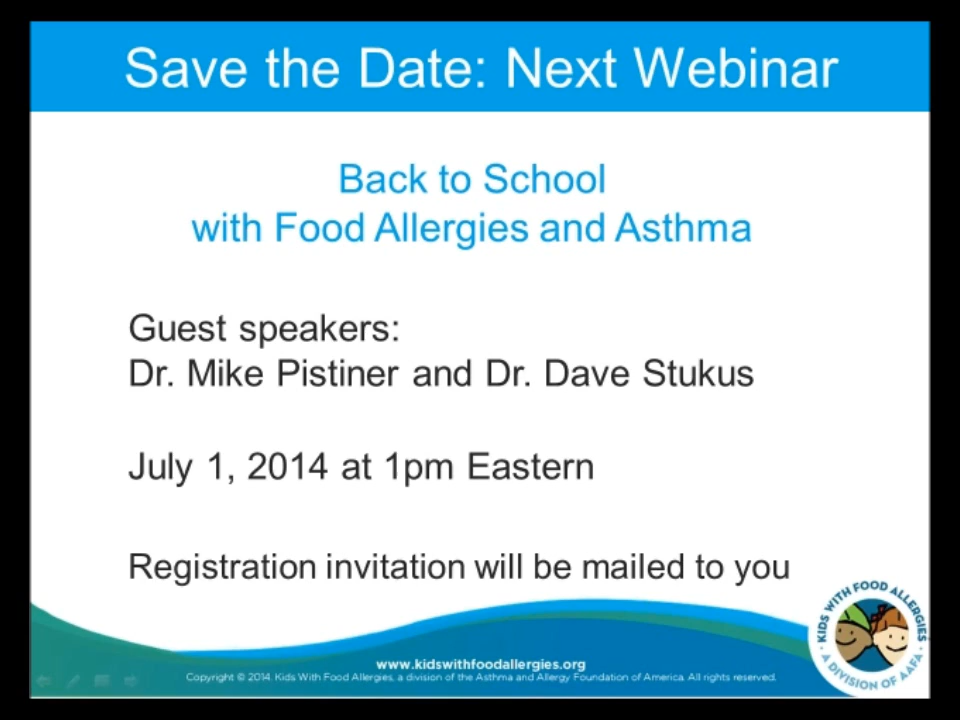 Save the Date: Next Webinar
Back to School
with Food Allergies and Asthma
Guest speakers:
Dr. Mike Pistiner and Dr. Dave Stukus
July 1, 2014 at 1pm Eastern
Registration invitation will be mailed to you
KIDS WITH FOOD ALLERGIES
A DIVISION OF AAFA
www.kidswithfoodallergies.org
Copyright © 2014. Kids With Food Allergies, a division of the Asthma and Allergy Foundation of America. All rights reserved.